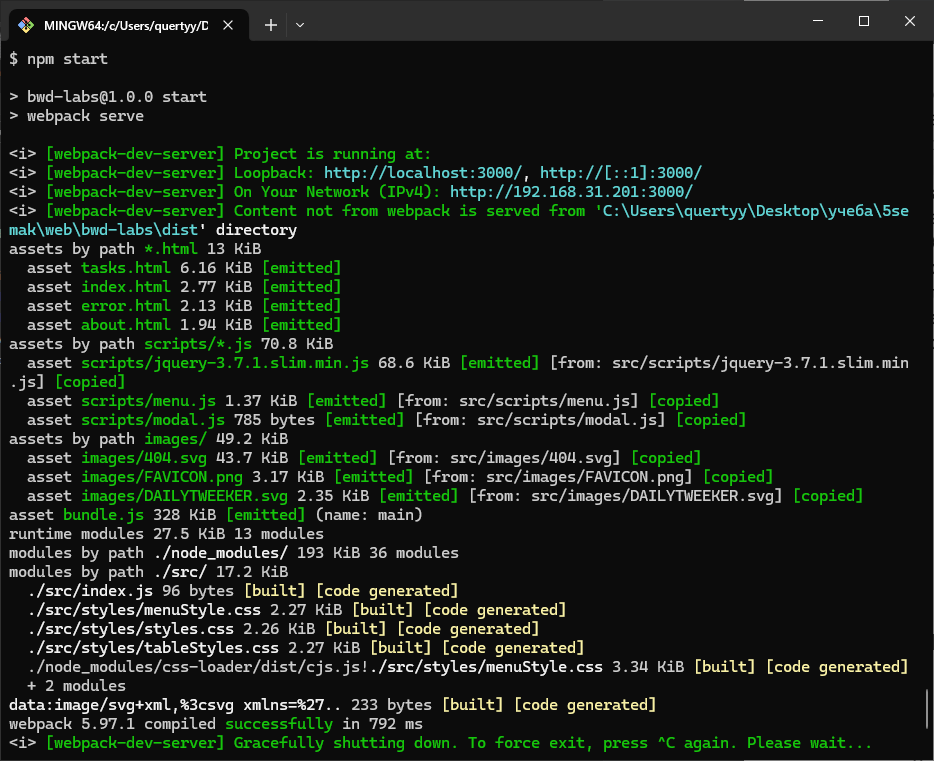 MINGW64:/c/Users/quertyy/D
$ npm start
> bwd-labs@1.0.0 start
> webpack serve
<i> [webpack-dev-server] Project is running at:
<i> [webpack-dev-server] Loopback: http://localhost:3000/, http://[::1]:3000/
<i> [webpack-dev-server] On Your Network (IPv4): http://192.168.31.201:3000/
<i> [webpack-dev-server] Content not from webpack is served from 'C:\Users\quertyy\Desktop\учеба\5se
mak\web\bwd-labs\dist' directory
assets by path *.html 13 KiB
  asset tasks.html 6.16 KiB [emitted]
  asset index.html 2.77 KiB [emitted]
  asset error.html 2.13 KiB [emitted]
  asset about.html 1.94 KiB [emitted]
assets by path scripts/*.js 70.8 KiB
  asset scripts/jquery-3.7.1.slim.min.js 68.6 KiB [emitted] [from: src/scripts/jquery-3.7.1.slim.min
.js] [copied]
  asset scripts/menu.js 1.37 KiB [emitted] [from: src/scripts/menu.js] [copied]
  asset scripts/modal.js 785 bytes [emitted] [from: src/scripts/modal.js] [copied]
assets by path images/ 49.2 KiB
  asset images/404.svg 43.7 KiB [emitted] [from: src/images/404.svg] [copied]
  asset images/FAVICON.png 3.17 KiB [emitted] [from: src/images/FAVICON.png] [copied]
  asset images/DAILYTWEEKER.svg 2.35 KiB [emitted] [from: src/images/DAILYTWEEKER.svg] [copied]
asset bundle.js 328 KiB [emitted] (name: main)
runtime modules 27.5 KiB 13 modules
modules by path ./node_modules/ 193 KiB 36 modules
modules by path ./src/ 17.2 KiB
  ./src/index.js 96 bytes [built] [code generated]
  ./src/styles/menuStyle.css 2.27 KiB [built] [code generated]
  ./src/styles/styles.css 2.26 KiB [built] [code generated]
  ./src/styles/tableStyles.css 2.27 KiB [built] [code generated]
  ./node_modules/css-loader/dist/cjs.js!./src/styles/menuStyle.css 3.34 KiB [built] [code generated]
  + 2 modules
data:image/svg+xml,%3csvg xmlns=%27.. 233 bytes [built] [code generated]
webpack 5.97.1 compiled successfully in 792 ms
<i> [webpack-dev-server] Gracefully shutting down. To force exit, press ^C again. Please wait...